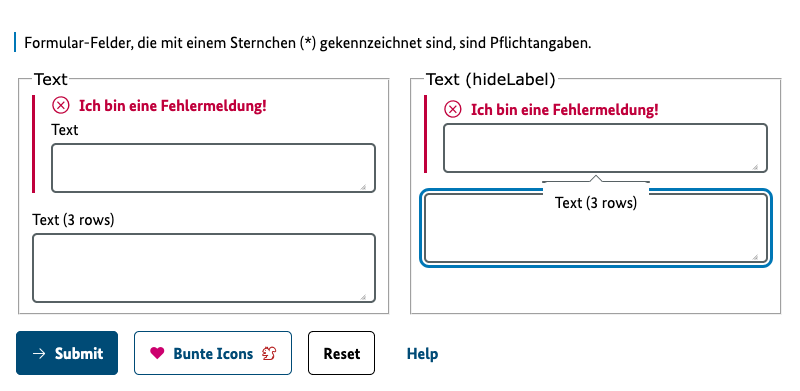 Formular-Felder, die mit einem Sternchen (*) gekennzeichnet sind, sind Pflichtangaben.
Text
Ich bin eine Fehlermeldung!
Text
Text (3 rows)
Text (hideLabel)
Ich bin eine Fehlermeldung!
Text (3 rows)
Submit
Bunte Icons
Reset
Help